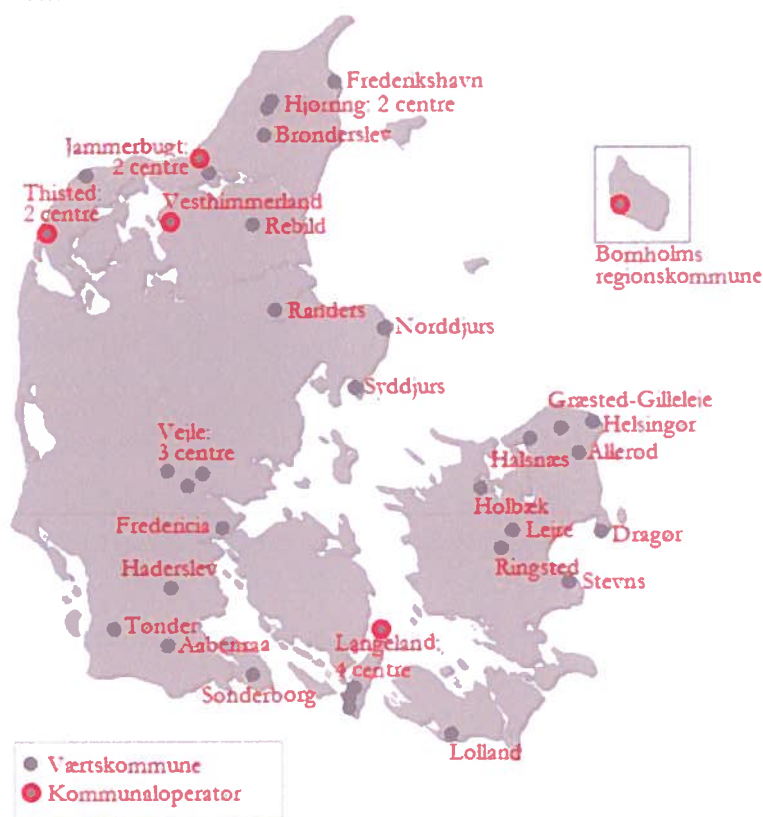 Frederikshavn
Hjørring: 2 centre
Brønderslev
Jammerbugt:
2 centre
Thisted:
2 centre
Vesthimmerland
Rebild
Bornholms
regionskommune
Randers
Norddjurs
Syddjurs
Græsted-Gilleleje
Helsingør
Vejle:
3 centre
Halsnæs
Allerød
Holbæk
Fredericia
Lejre
Dragør
Haderslev
Ringsted
Stevns
Tønder
Langeland:
4 centre
Aabenraa
Sønderborg
Lolland
Værtskommune
Kommunaloperatør